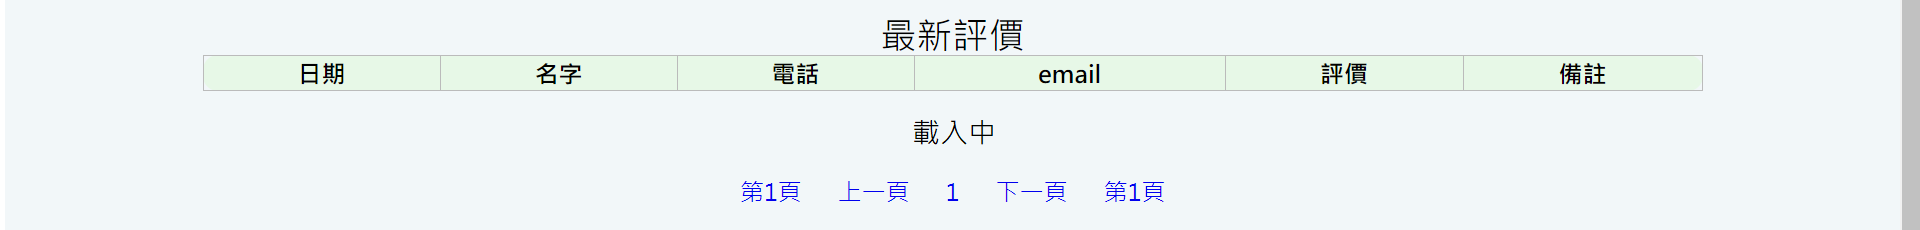 最新評價
日期 名字 電話 email 評價 備註
載入中
第1頁 上一頁 1 下一頁 第1頁